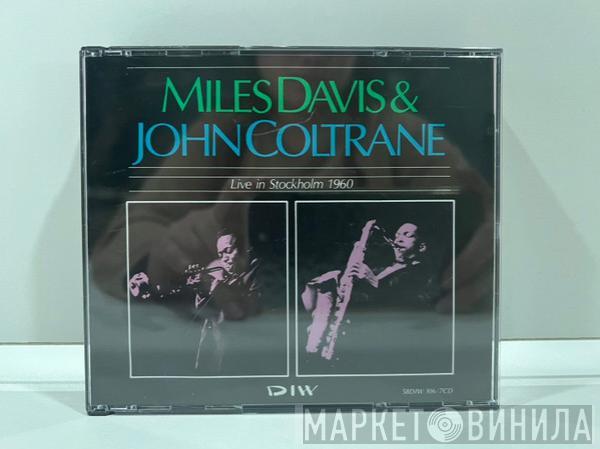 MILES DAVIS &
JOHN COLTRANE
Live in Stockholm 1960
DIW
МАРКЕТ ВИНИЛА